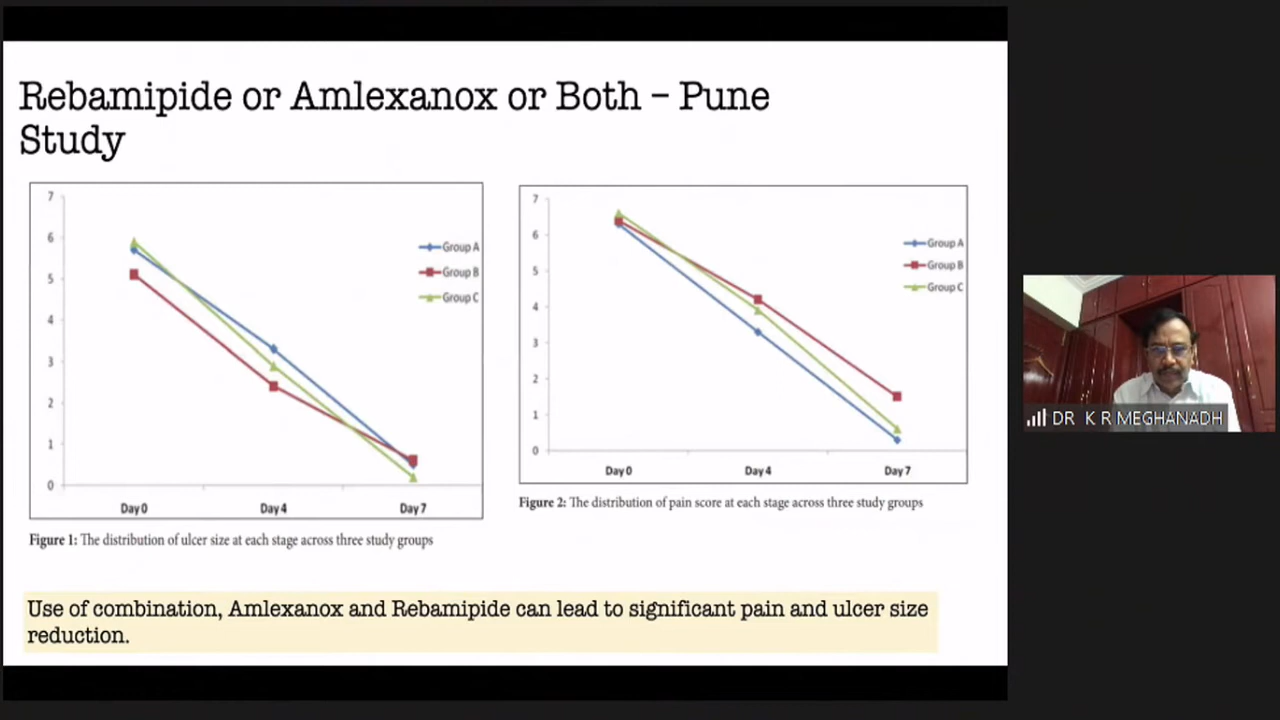 Rebamipide or Amlexanox or Both – Pune
Study
7
6
5
4
3
2
1
0
Group A
Group B
Group C
Day 0 Day 4 Day 7
Figure 1: The distribution of ulcer size at each stage across three study groups
7
6
5
4
3
2
1
0
Group A
Group B
Group C
Day 0 Day 4 Day 7
Figure 2: The distribution of pain score at each stage across three study groups
Use of combination, Amlexanox and Rebamipide can lead to significant pain and ulcer size
reduction.
DR K R MEGHANADH